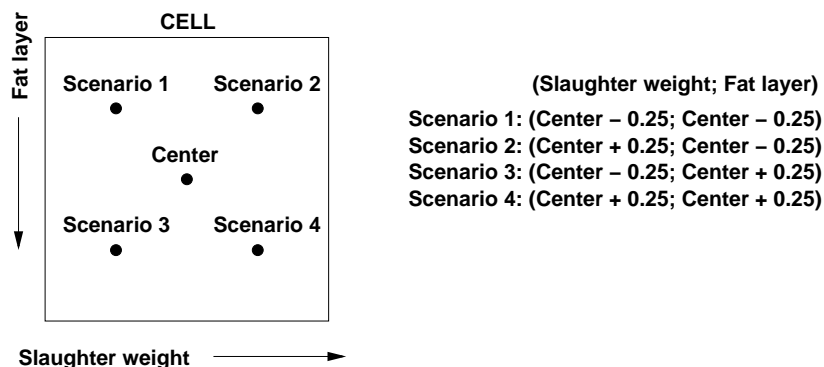 CELL
Fat layer
Scenario 1
Scenario 2
Center
Scenario 3
Scenario 4
Slaughter weight
(Slaughter weight; Fat layer)
Scenario 1: (Center − 0.25; Center − 0.25)
Scenario 2: (Center + 0.25; Center − 0.25)
Scenario 3: (Center − 0.25; Center + 0.25)
Scenario 4: (Center + 0.25; Center + 0.25)